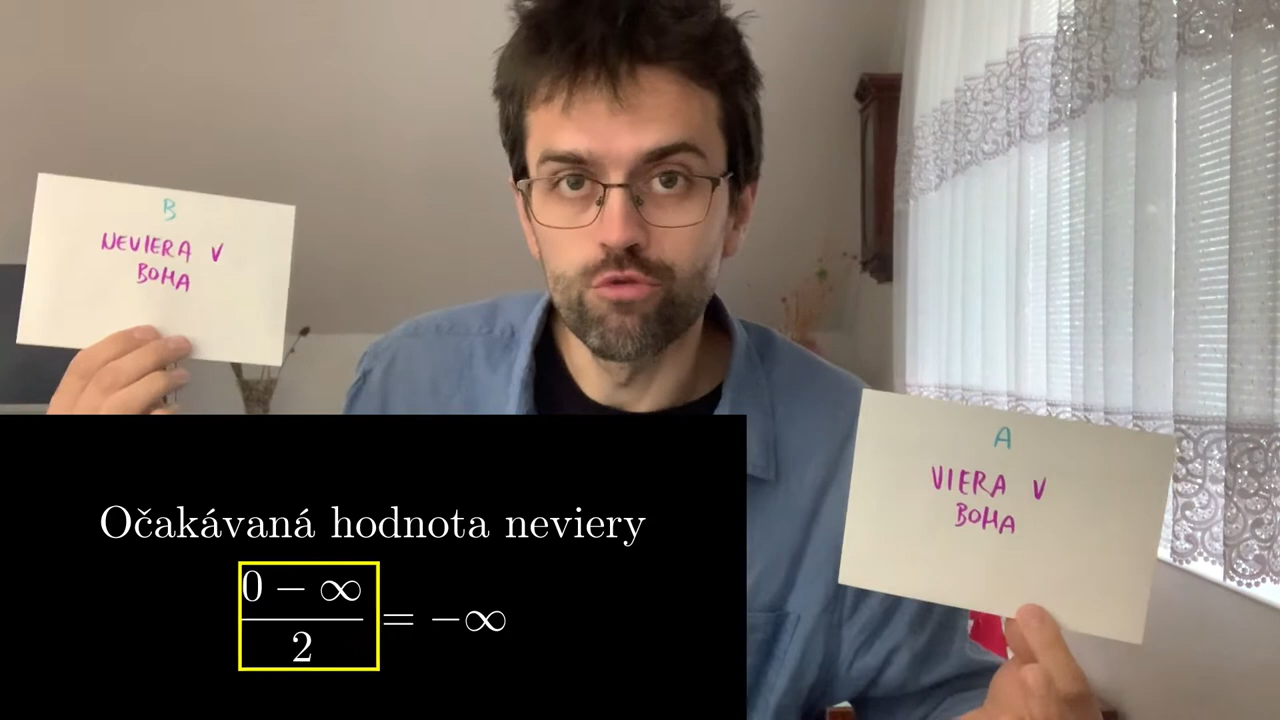 B
NEVIERA V
BOHA
A
VIERA V
BOHA
Očakávaná hodnota neviery
0 − ∞
2
= −∞